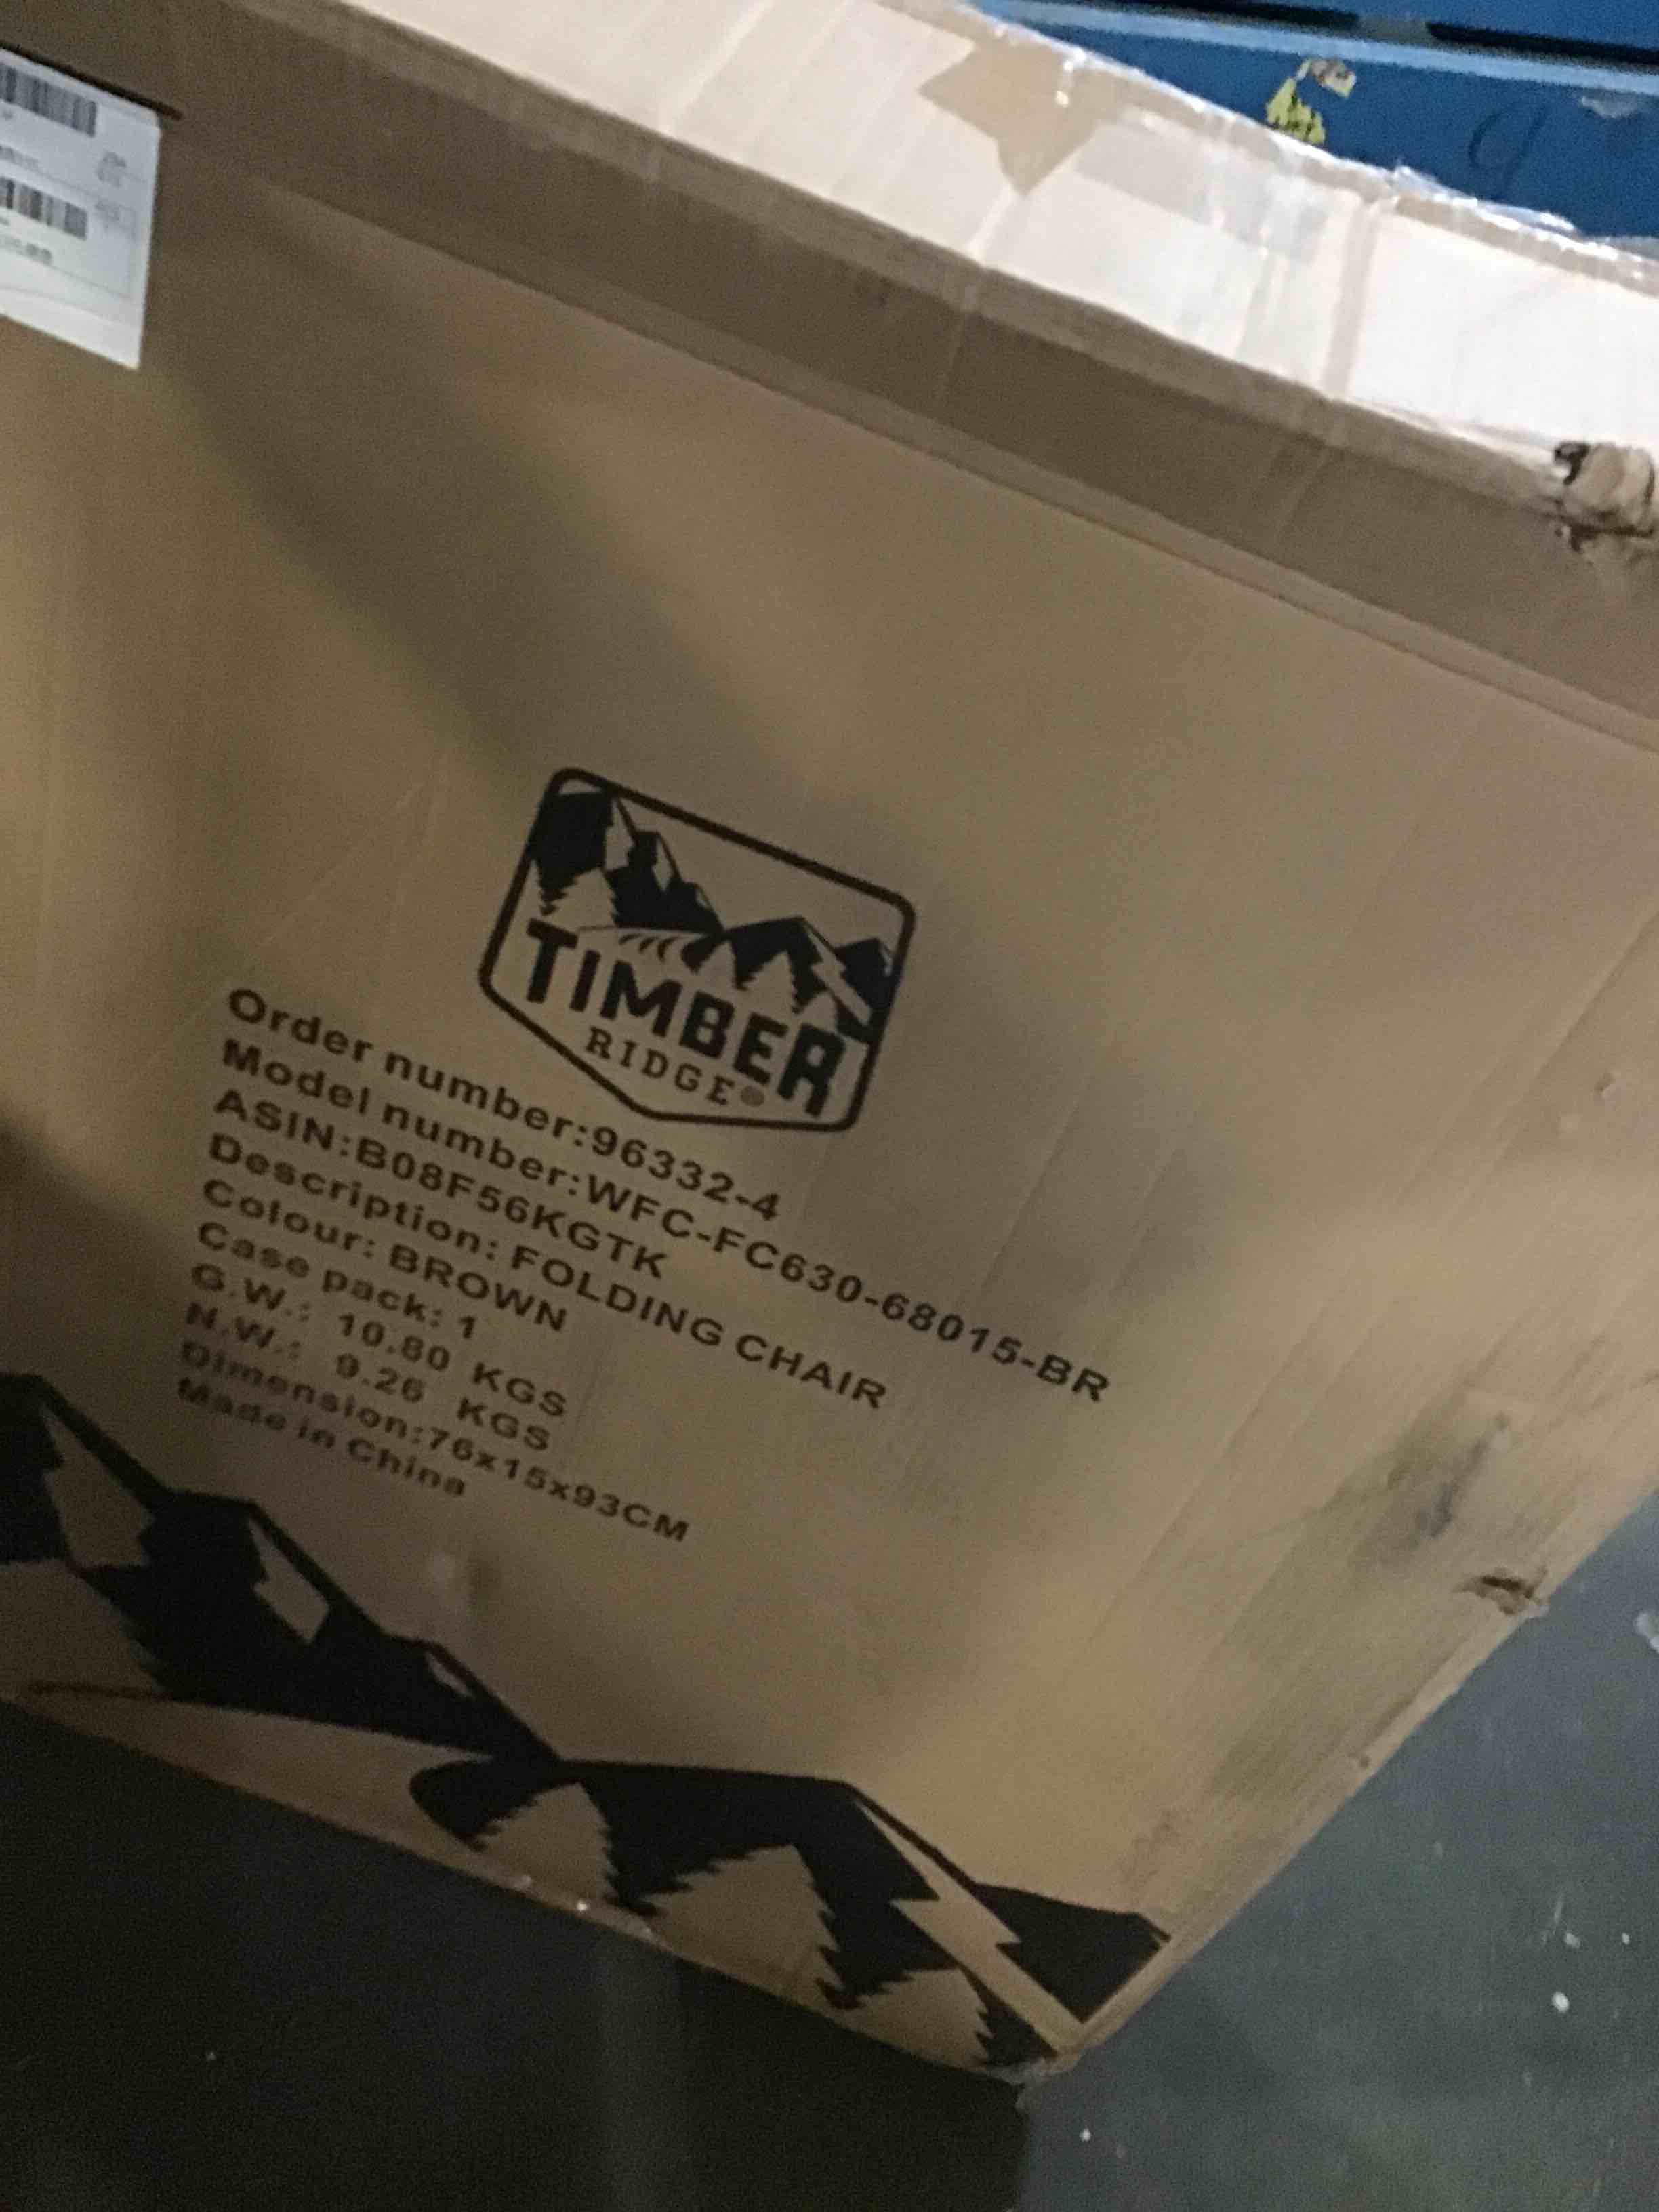 TIMBER
RIDGE®
Order number:96332-4
Model number:WFC-FC630-68015-BR
ASIN:B08F56KGTK
Description: FOLDING CHAIR
Colour: BROWN
Case pack: 1
G.W.: 10.80 KGS
N.W.: 9.26 KGS
Dimension:76x15x93CM
Made in China